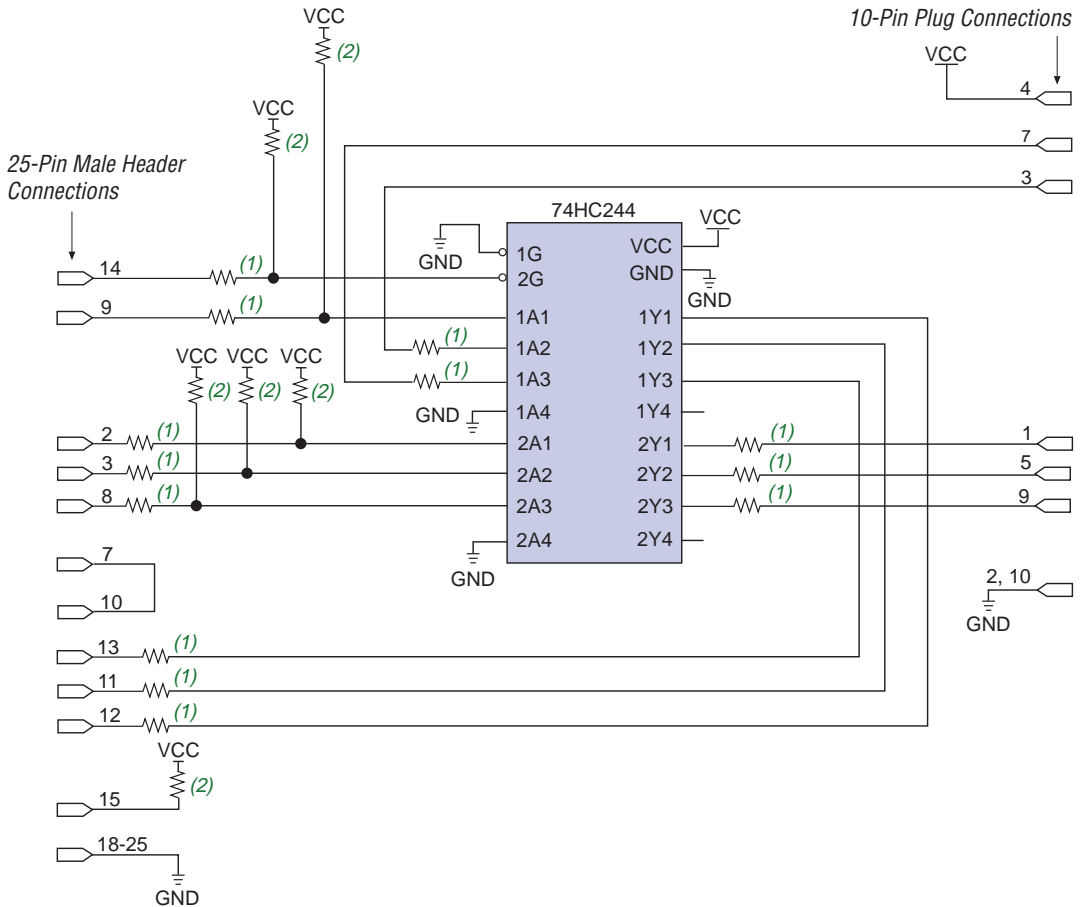 VCC
10-Pin Plug Connections
(2)
VCC
4
VCC
(2)
7
25-Pin Male Header
Connections
3
74HC244
VCC
GND
1G
VCC
14
(1)
2G
GND
GND
9
(1)
1A1
1Y1
(1)
1A2
1Y2
VCC
VCC
VCC
(2)
(2)
(2)
(1)
1A3
1Y3
GND
1A4
1Y4
2
(1)
2A1
2Y1
(1)
1
3
(1)
2A2
2Y2
(1)
5
8
(1)
2A3
2Y3
(1)
9
2A4
2Y4
GND
7
2, 10
GND
10
13
(1)
11
(1)
12
(1)
VCC
(2)
15
18-25
GND